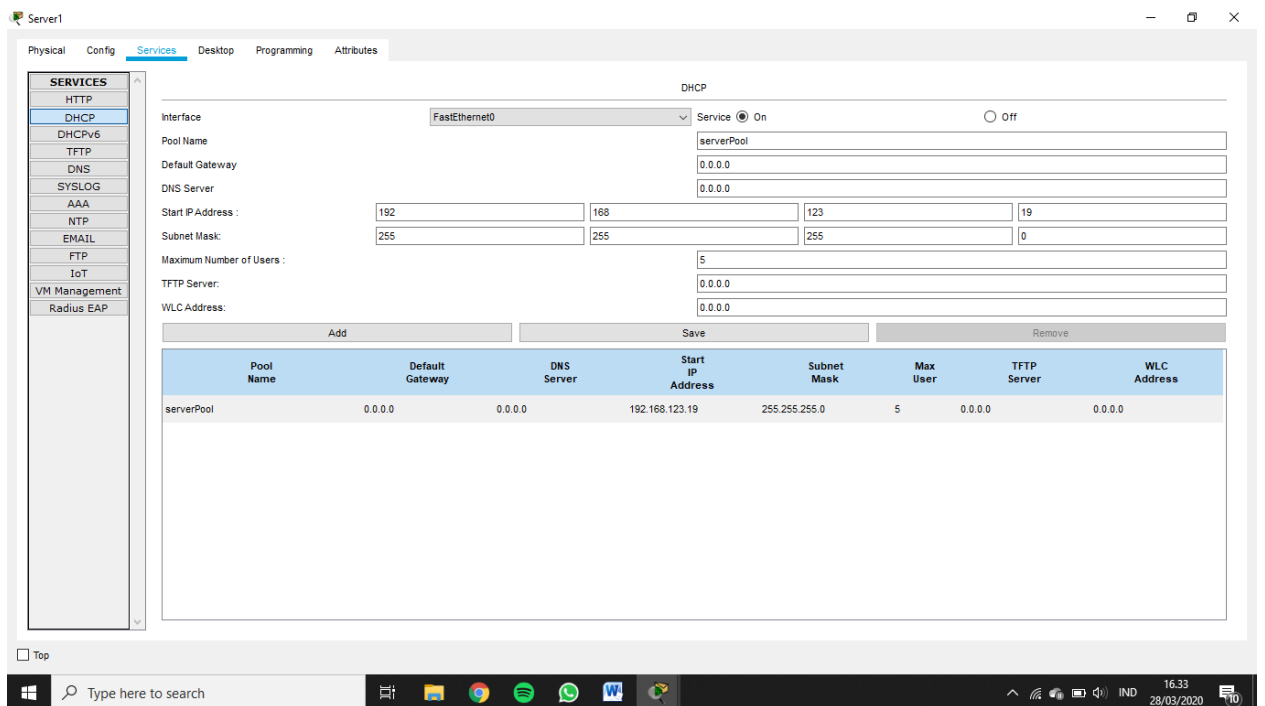 Server1
Physical Config Services Desktop Programming Attributes
SERVICES
HTTP
DHCP
DHCPv6
TFTP
DNS
SYSLOG
AAA
NTP
EMAIL
FTP
IoT
VM Management
Radius EAP
DHCP
Interface FastEthernet0 Service On Off
Pool Name serverPool
Default Gateway 0.0.0.0
DNS Server 0.0.0.0
Start IP Address : 192 168 123 19
Subnet Mask: 255 255 255 0
Maximum Number of Users : 5
TFTP Server: 0.0.0.0
WLC Address: 0.0.0.0
Add Save Remove
Pool Name Default Gateway DNS Server Start IP Address Subnet Mask Max User TFTP Server WLC Address
serverPool 0.0.0.0 0.0.0.0 192.168.123.19 255.255.255.0 5 0.0.0.0 0.0.0.0
Top
Type here to search
W
IND
16.33
28/03/2020
10